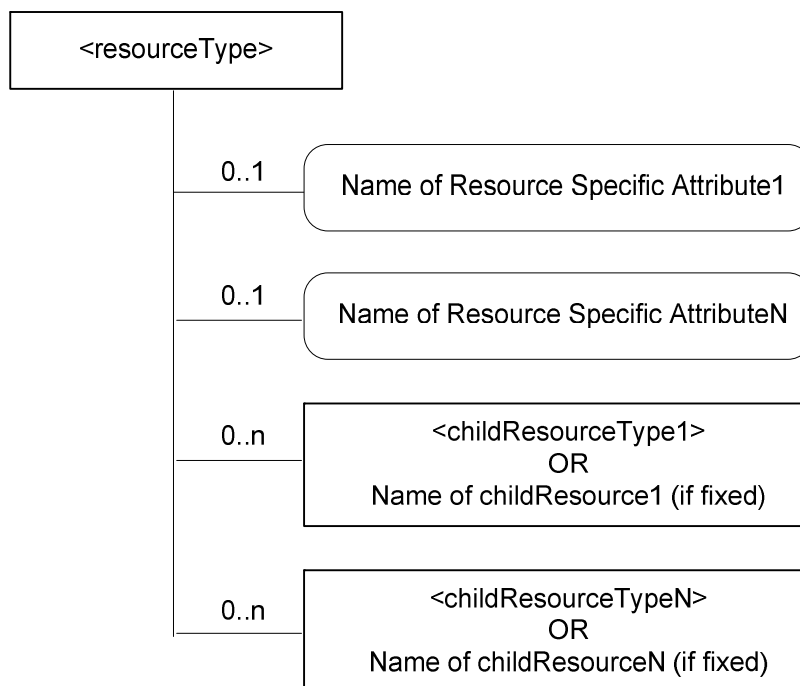 <resourceType>
0..1
Name of Resource Specific Attribute1
0..1
Name of Resource Specific AttributeN
0..n
<childResourceType1>
OR
Name of childResource1 (if fixed)
0..n
<childResourceTypeN>
OR
Name of childResourceN (if fixed)